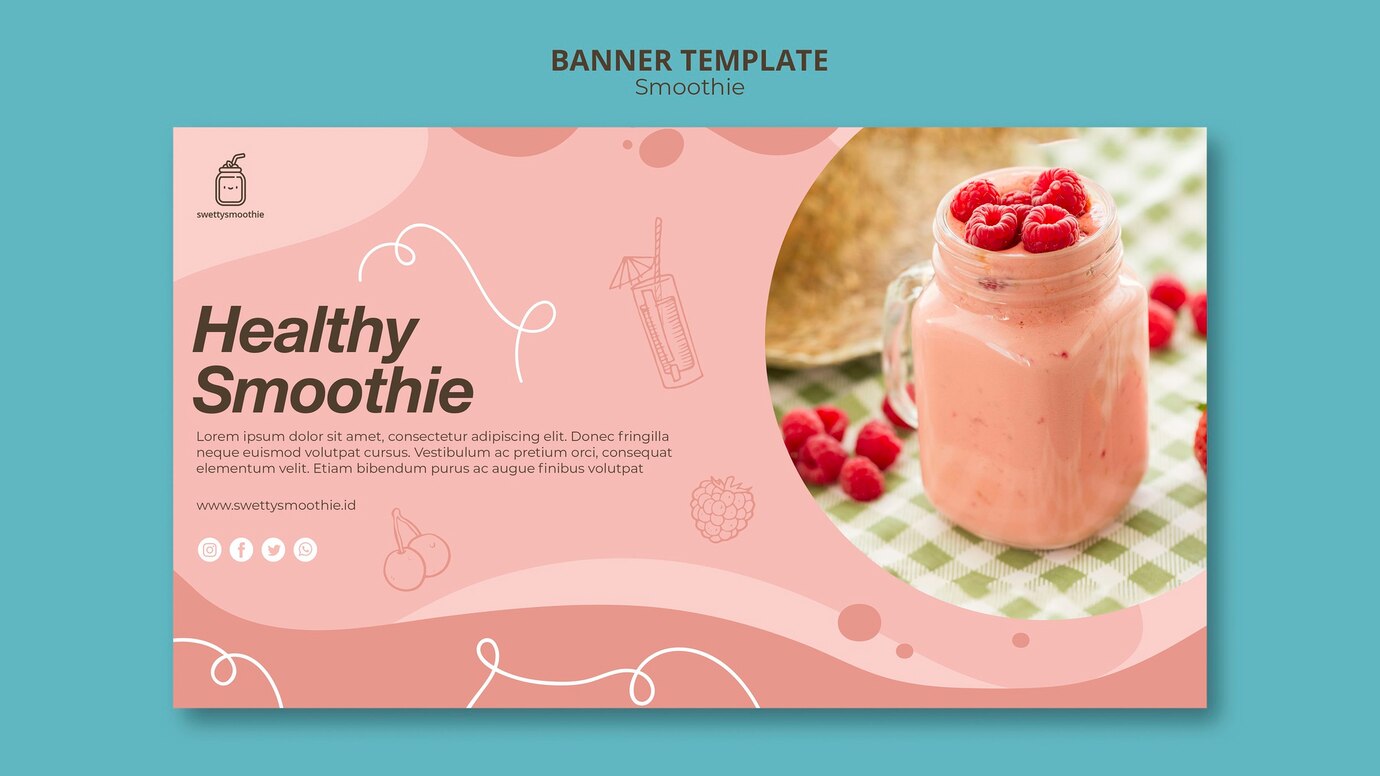 BANNER TEMPLATE
Smoothie
swettysmoothie
Healthy
Smoothie
Lorem ipsum dolor sit amet, consectetur adipiscing elit. Donec fringilla
neque euismod volutpat cursus. Vestibulum ac pretium orci, consequat
elementum velit. Etiam bibendum purus ac augue finibus volutpat
www.swettysmoothie.id